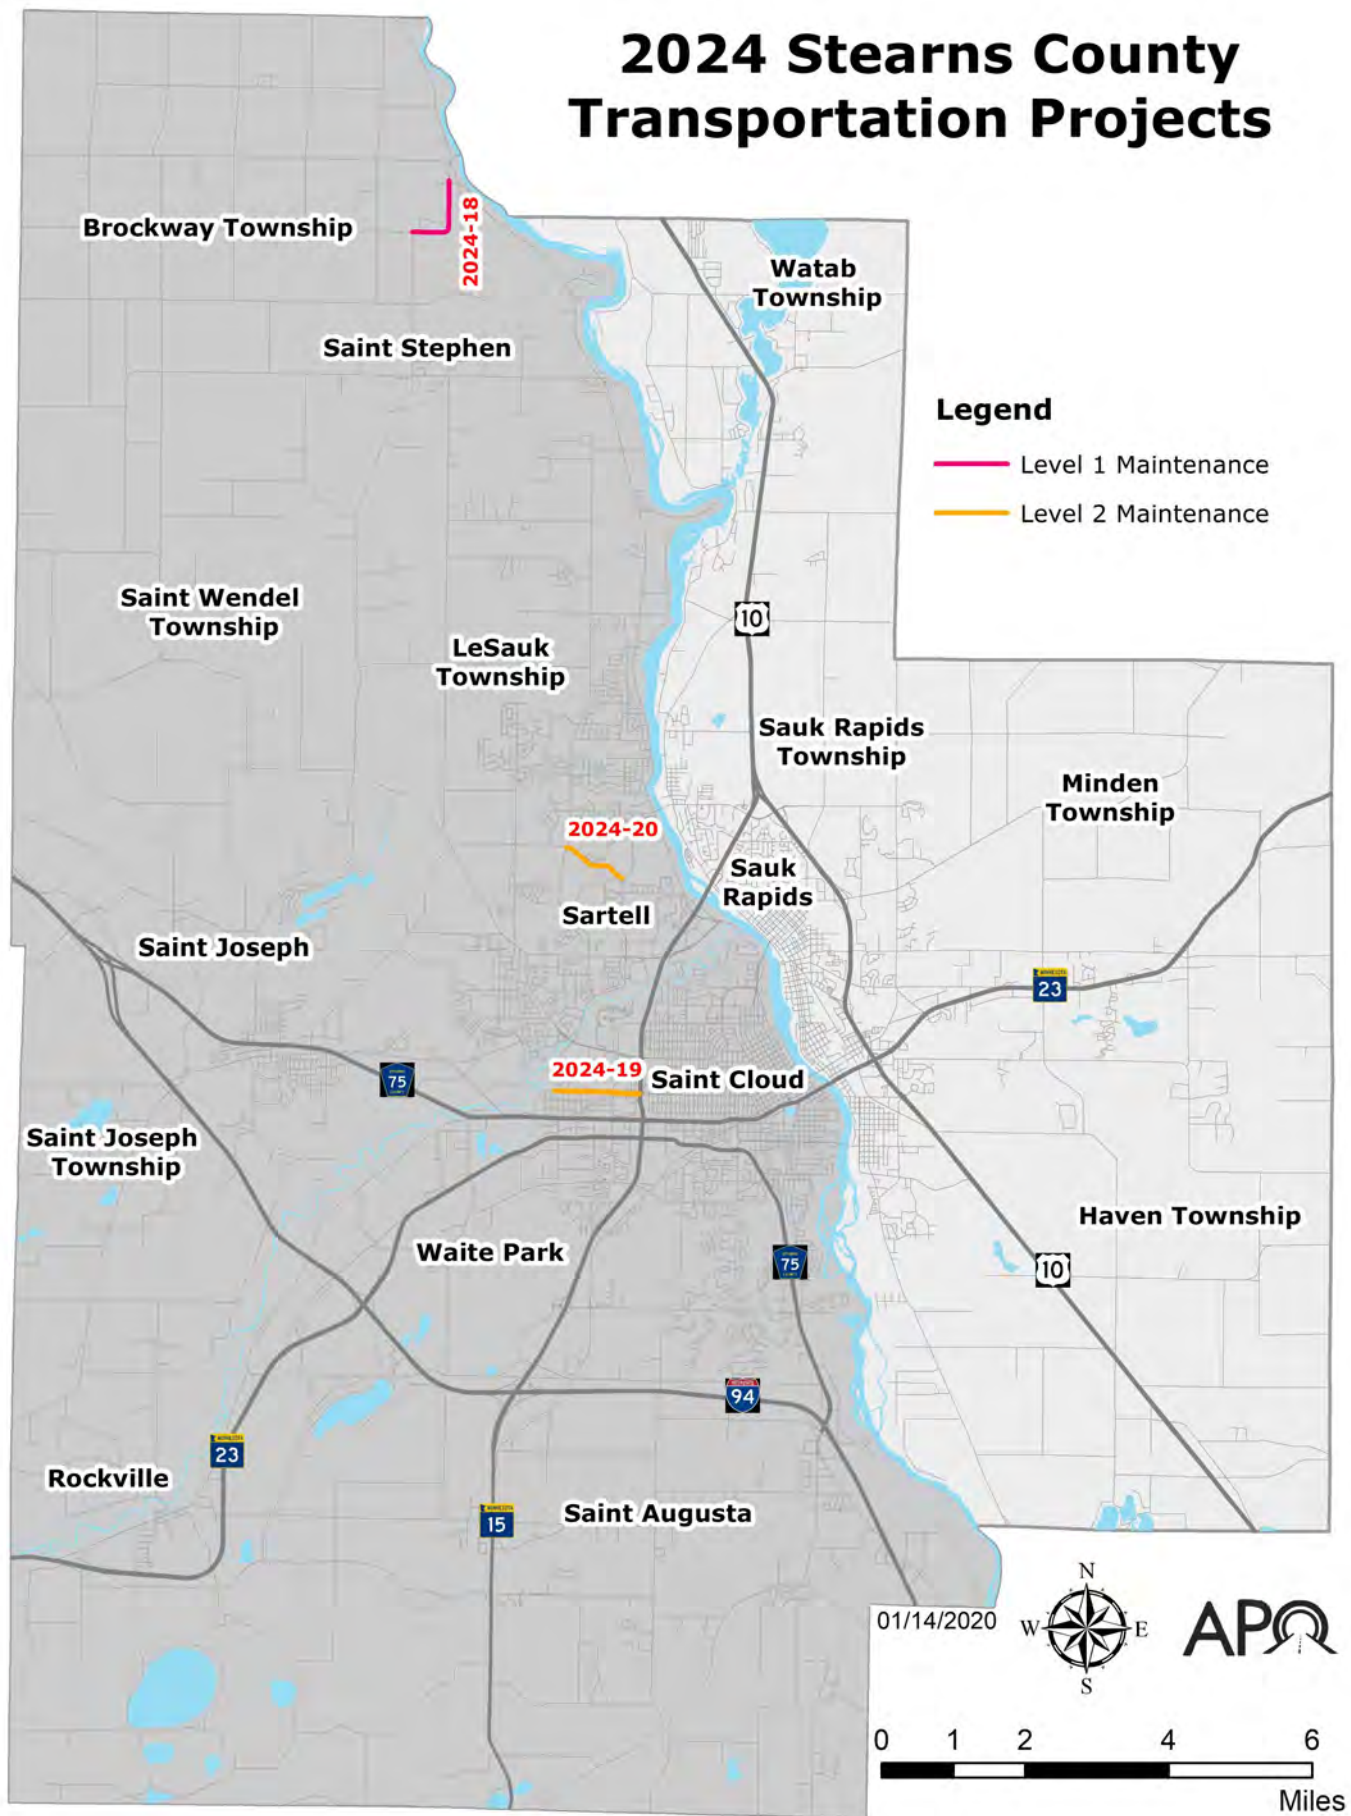 2024 Stearns County
Transportation Projects
Brockway Township
2024-18
Watab
Township
Saint Stephen
Legend
Level 1 Maintenance
Level 2 Maintenance
Saint Wendel
Township
10
LeSauk
Township
Sauk Rapids
Township
Minden
Township
2024-20
Sauk
Rapids
Sartell
Saint Joseph
MINNESOTA
23
2024-19
Saint Cloud
75
Saint Joseph
Township
Haven Township
Waite Park
75
10
94
MINNESOTA
23
Rockville
MINNESOTA
15
Saint Augusta
N
W
E
S
01/14/2020
APO
0 1 2 4 6
Miles